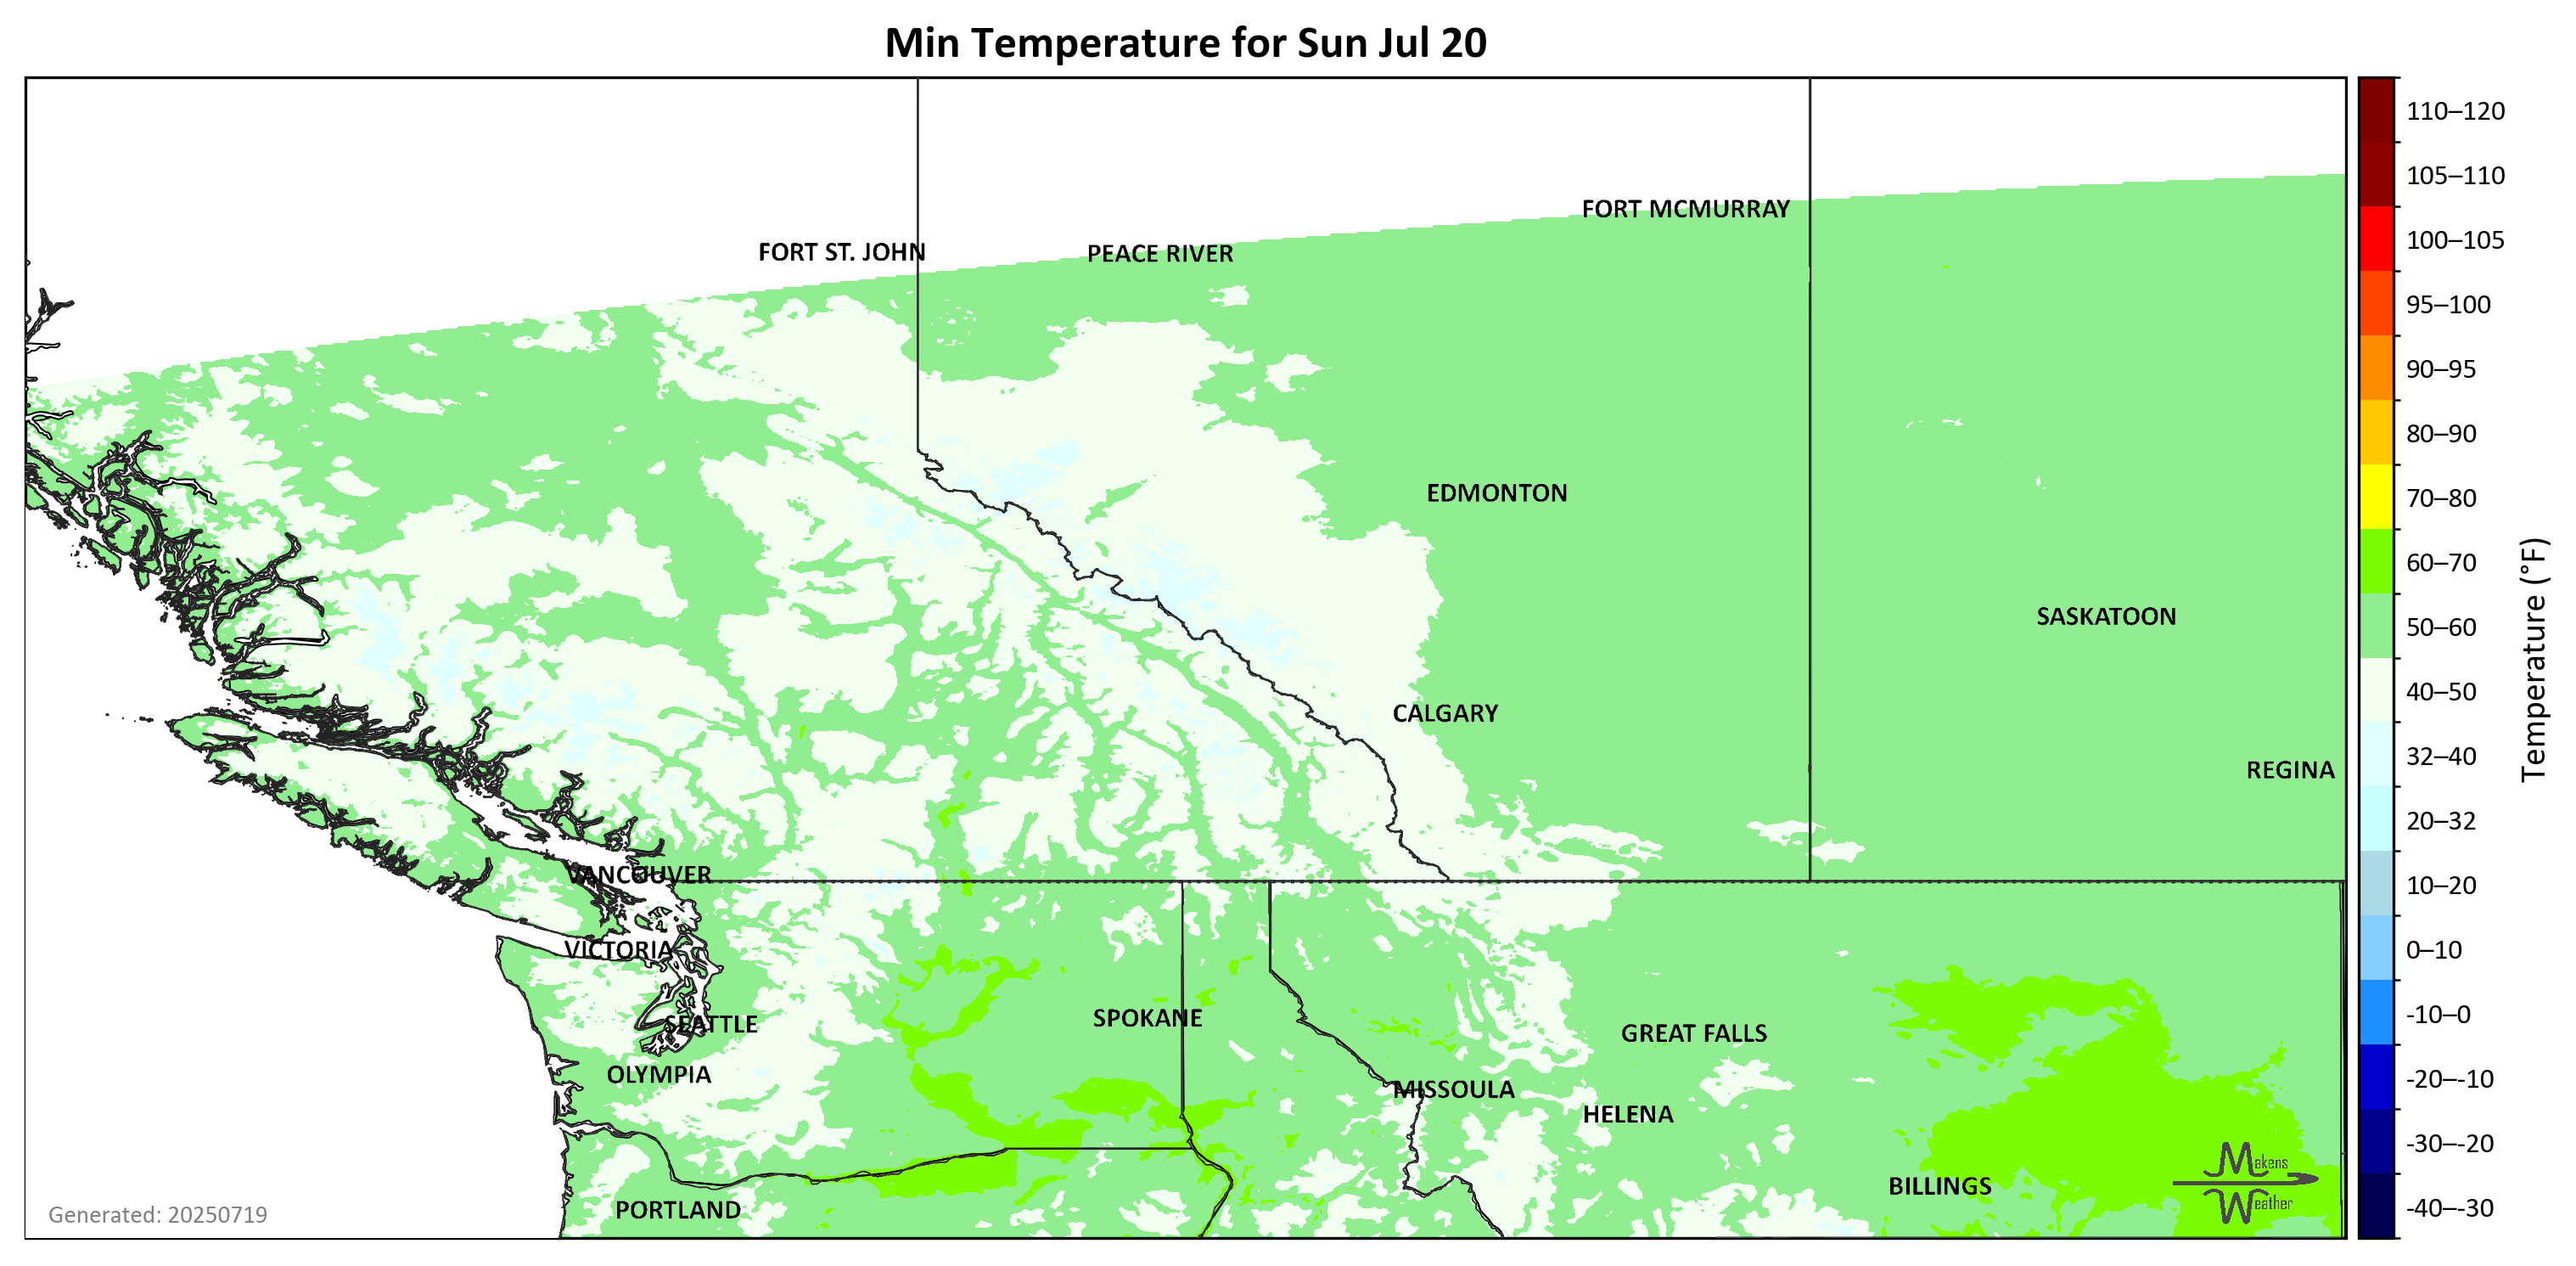 Min Temperature for Sun Jul 20
110–120
105–110
FORT MCMURRAY
100–105
FORT ST. JOHN
PEACE RIVER
95–100
90–95
80–90
EDMONTON
70–80
60–70
SASKATOON
50–60
Temperature (°F)
40–50
CALGARY
32–40
REGINA
20–32
VANCOUVER
10–20
VICTORIA
0–10
SPOKANE
-10–0
SEATTLE
GREAT FALLS
OLYMPIA
-20–-10
MISSOULA
HELENA
-30–-20
Makens
Weather
BILLINGS
PORTLAND
-40–-30
Generated: 20250719